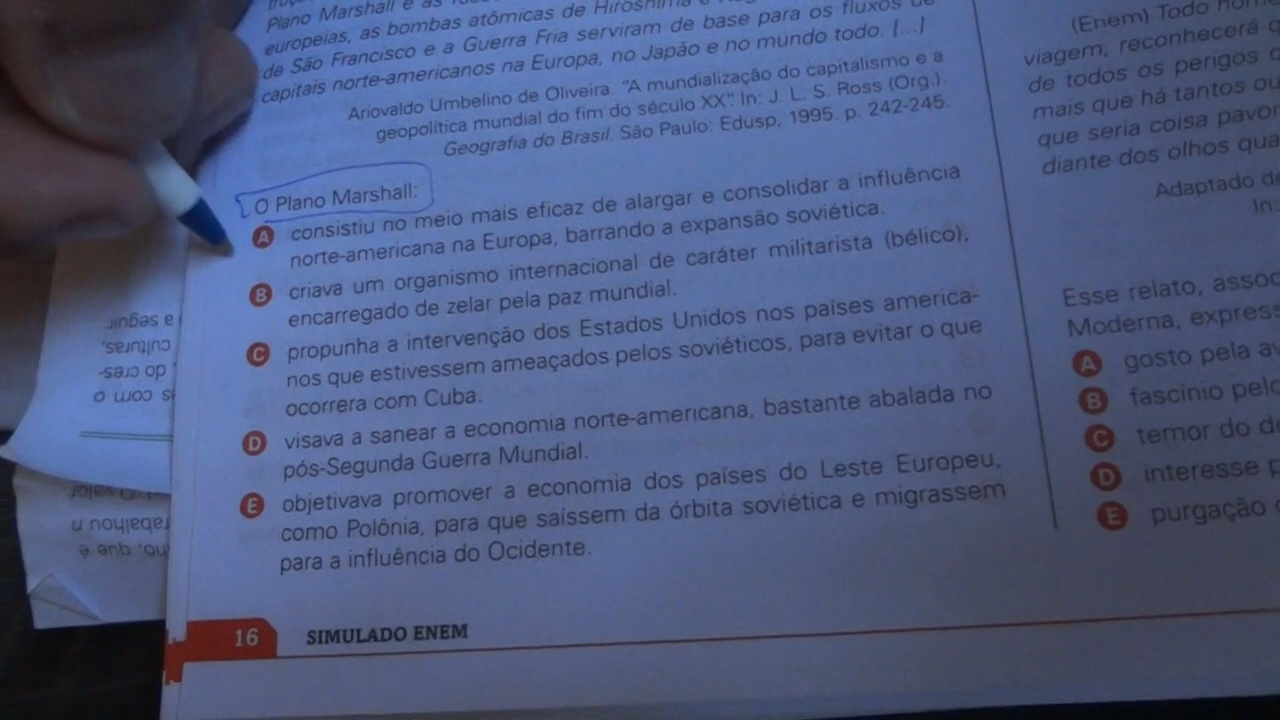 Plano Marshall e as
europeias, as bombas atômicas de Hiroshima e
de São Francisco e a Guerra Fria serviram de base para os fluxos de
capitais norte-americanos na Europa, no Japão e no mundo todo. [...]
Ariovaldo Umbelino de Oliveira. “A mundialização do capitalismo e a
geopolítica mundial do fim do século XX”. In: J. L. S. Ross (Org.).
Geografia do Brasil. São Paulo: Edusp, 1995. p. 242-245.
O Plano Marshall:
A consistiu no meio mais eficaz de alargar e consolidar a influência
norte-americana na Europa, barrando a expansão soviética.
B criava um organismo internacional de caráter militarista (bélico),
encarregado de zelar pela paz mundial.
C propunha a intervenção dos Estados Unidos nos países america-
nos que estivessem ameaçados pelos soviéticos, para evitar o que
ocorrera com Cuba.
D visava a sanear a economia norte-americana, bastante abalada no
pós-Segunda Guerra Mundial.
E objetivava promover a economia dos países do Leste Europeu,
como Polônia, para que saíssem da órbita soviética e migrassem
para a influência do Ocidente.
16 SIMULADO ENEM
(Enem) Todo
viagem, reconhecerá
de todos os perigos
mais que há tantos
que seria coisa
diante dos olhos
Adaptado
In:
Esse relato,
Moderna,
A gosto pela
B fascínio
C temor do
D interesse
E purgação
a seguir
culturas,
do cres-
com o
que é